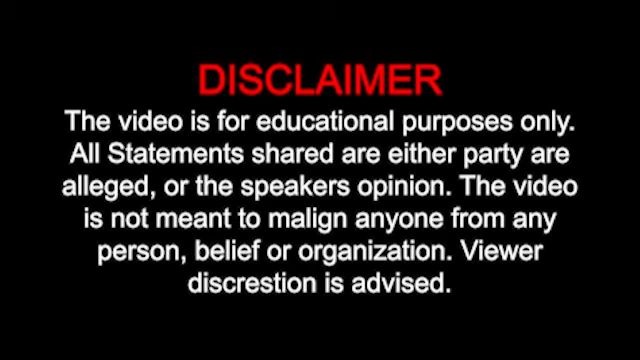 DISCLAIMER
The video is for educational purposes only.
All Statements shared are either party are
alleged, or the speakers opinion. The video
is not meant to malign anyone from any
person, belief or organization. Viewer
discrestion is advised.